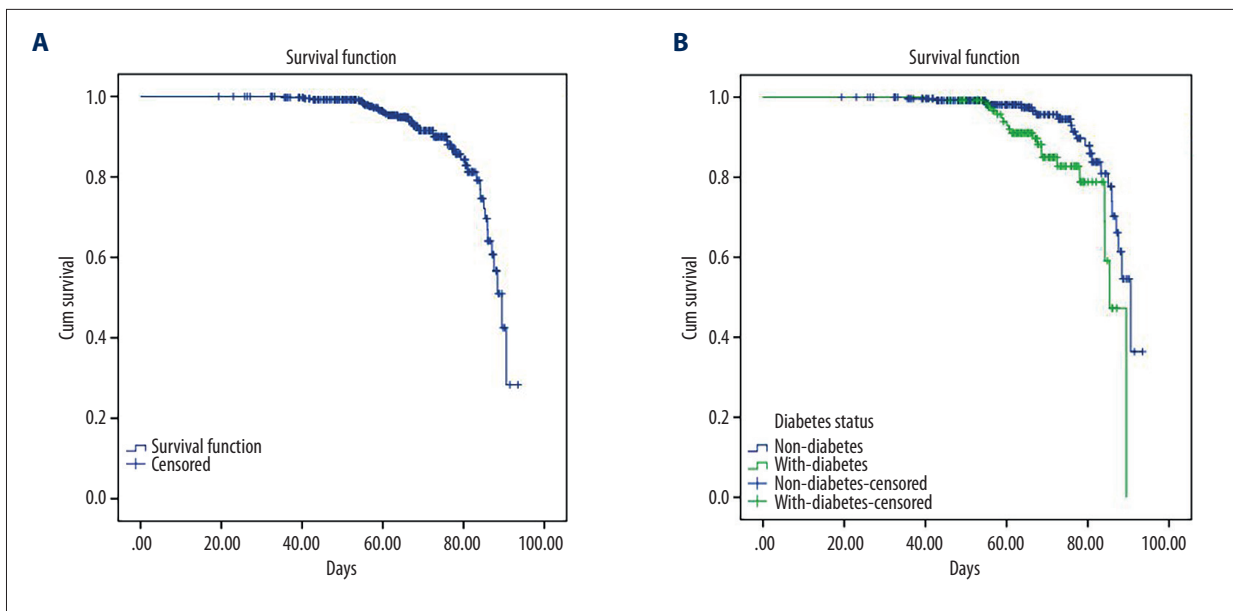 A
Survival function
1.0
0.8
0.6
0.4
0.2
0.0
Cum survival
Survival function
Censored
.00 20.00 40.00 60.00 80.00 100.00
Days
B
Survival function
1.0
0.8
0.6
0.4
0.2
0.0
Cum survival
Diabetes status
Non-diabetes
With-diabetes
Non-diabetes-censored
With-diabetes-censored
.00 20.00 40.00 60.00 80.00 100.00
Days